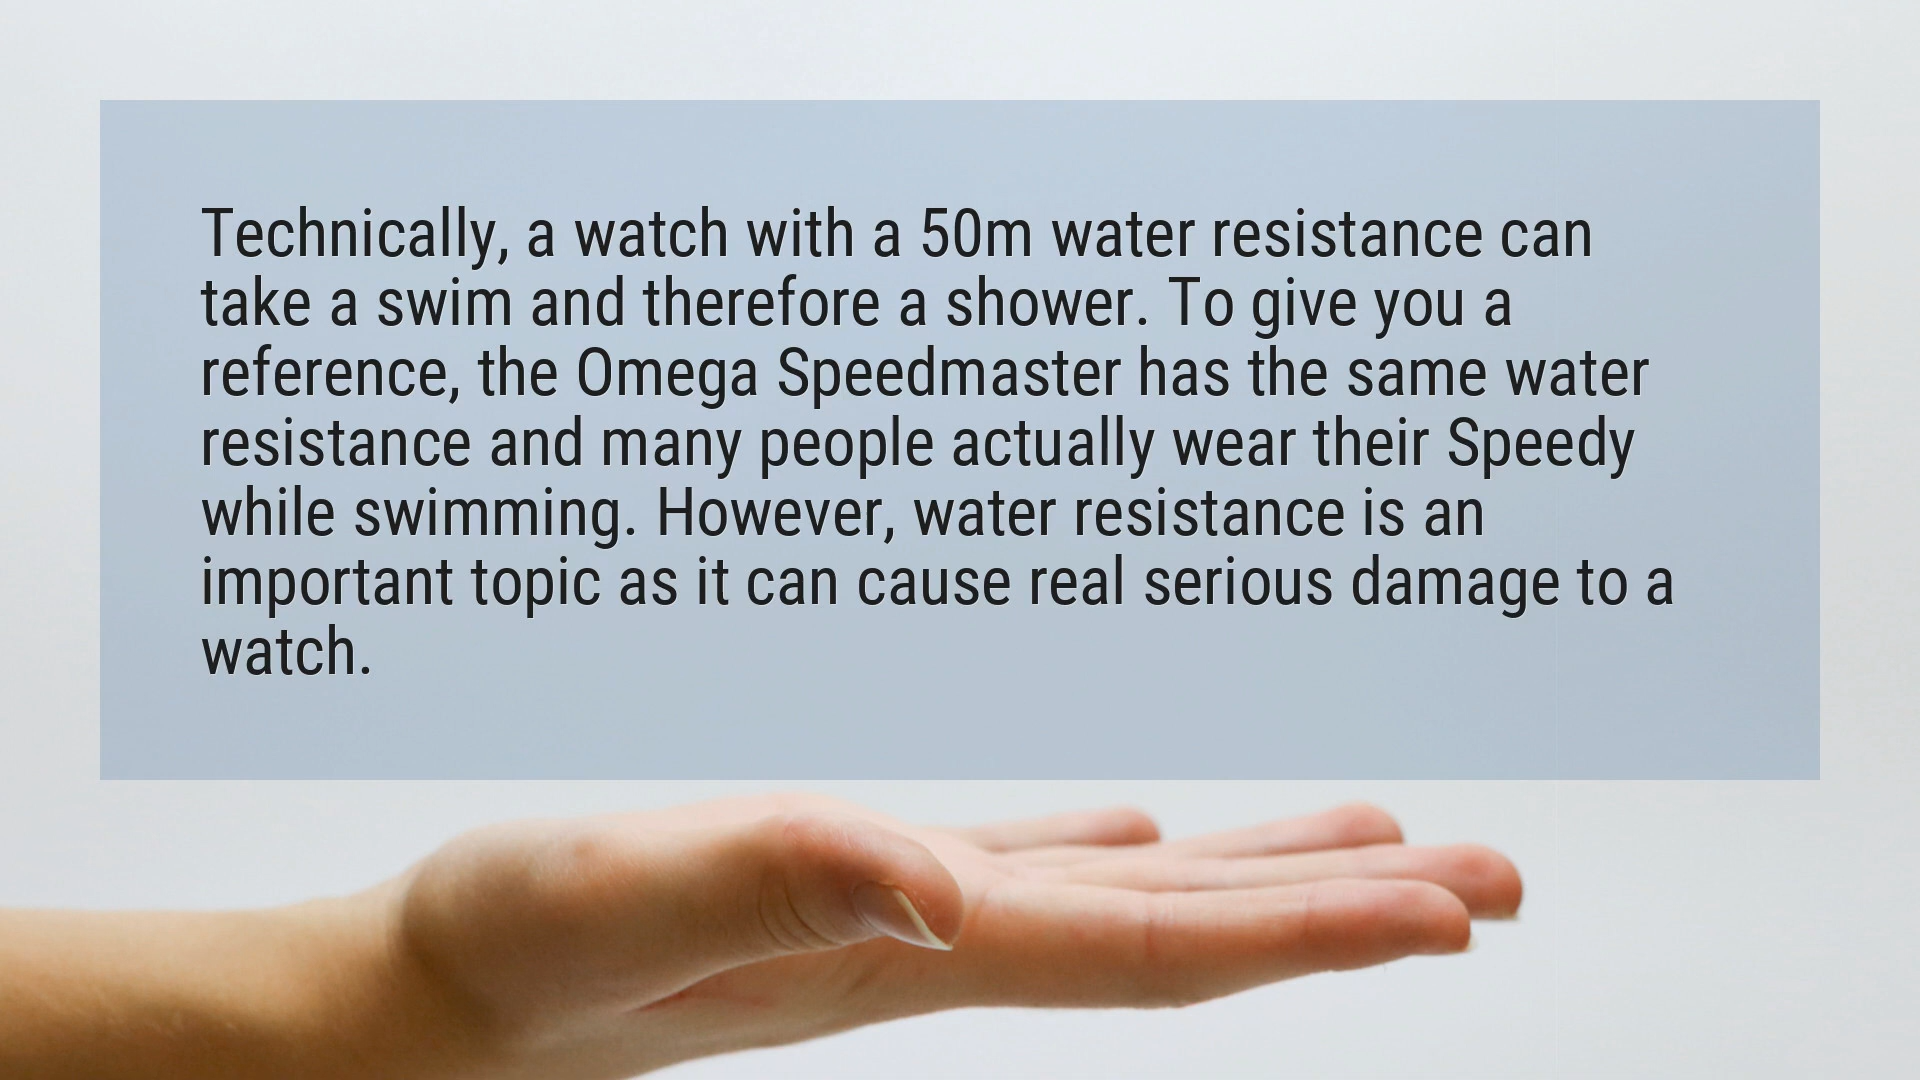 Technically, a watch with a 50m water resistance can
take a swim and therefore a shower. To give you a
reference, the Omega Speedmaster has the same water
resistance and many people actually wear their Speedy
while swimming. However, water resistance is an
important topic as it can cause real serious damage to a
watch.